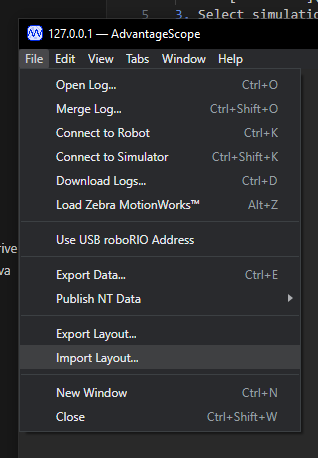 5 3. Select simulatio
127.0.0.1 — AdvantageScope
File Edit View Tabs Window Help
Open Log... Ctrl+O
Merge Log... Ctrl+Shift+O
Connect to Robot Ctrl+K
Connect to Simulator Ctrl+Shift+K
Download Logs... Ctrl+D
Load Zebra MotionWorks™ Alt+Z
Use USB roboRIO Address
rive
Export Data... Ctrl+E
va
Publish NT Data
Export Layout...
Import Layout...
New Window Ctrl+N
Close Ctrl+Shift+W